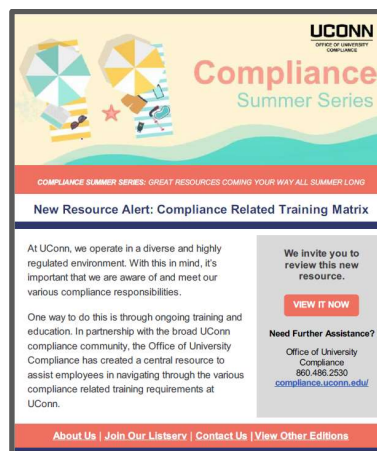 UCONN
OFFICE OF UNIVERSITY
COMPLIANCE
Compliance
Summer Series
COMPLIANCE SUMMER SERIES: GREAT RESOURCES COMING YOUR WAY ALL SUMMER LONG
New Resource Alert: Compliance Related Training Matrix
At UConn, we operate in a diverse and highly
regulated environment. With this in mind, it's
important that we are aware of and meet our
various compliance responsibilities.
One way to do this is through ongoing training and
education. In partnership with the broad UConn
compliance community, the Office of University
Compliance has created a central resource to
assist employees in navigating through the various
compliance related training requirements at
UConn.
We invite you to
review this new
resource.
VIEW IT NOW
Need Further Assistance?
Office of University
Compliance
860.486.2530
compliance.uconn.edu/
About Us | Join Our Listserv | Contact Us | View Other Editions